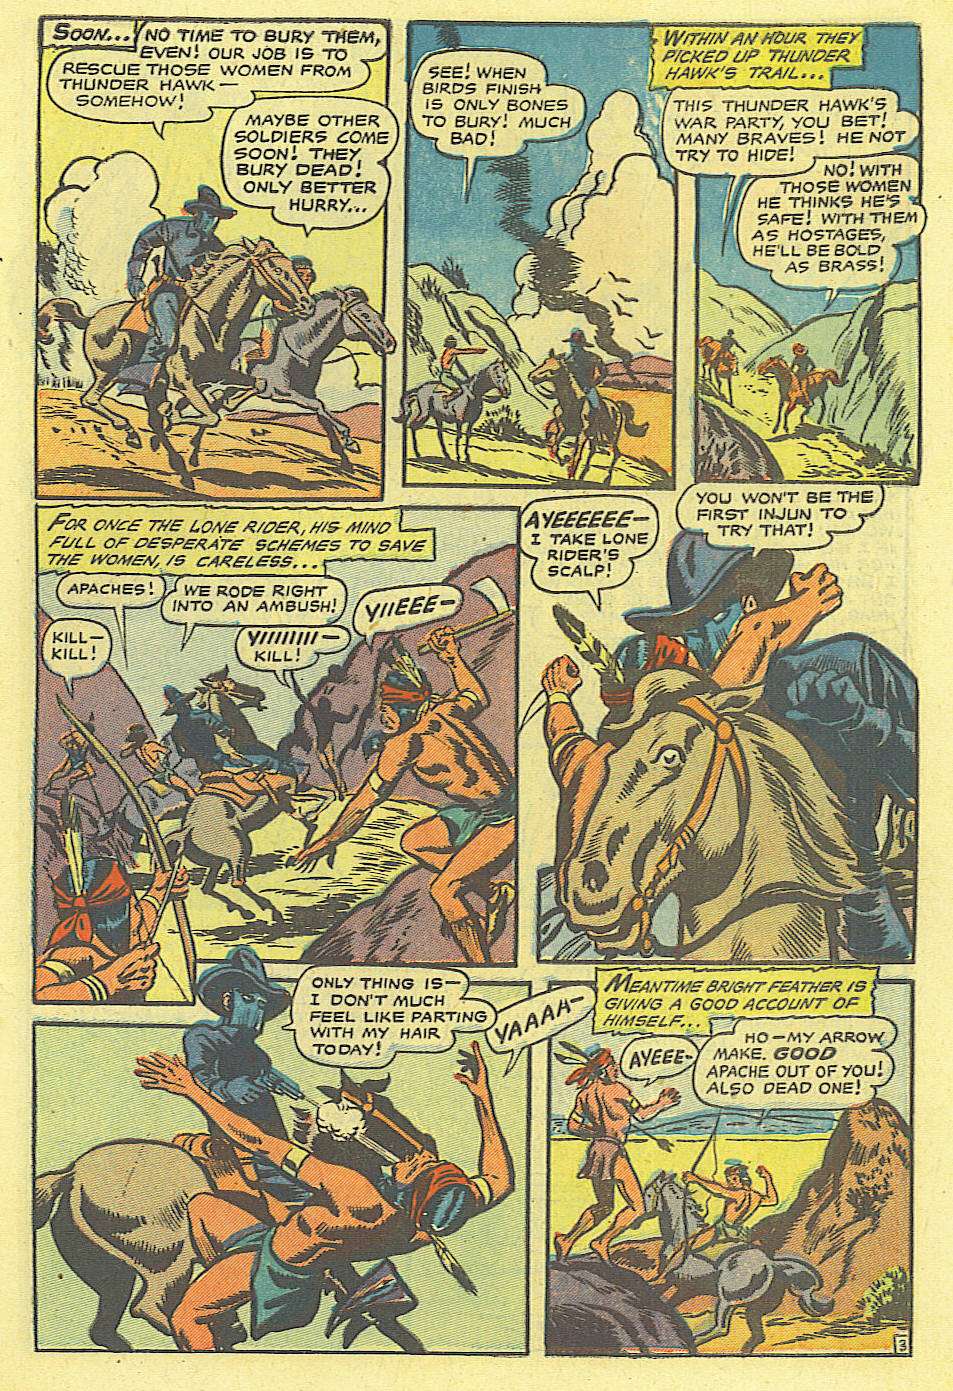 SOON...
NO TIME TO BURY THEM,
EVEN! OUR JOB IS TO
RESCUE THOSE WOMEN FROM
THUNDER HAWK—
SOMEHOW!
MAYBE OTHER
SOLDIERS COME
SOON! THEY
BURY DEAD!
ONLY BETTER
HURRY...
SEE! WHEN
BIRDS FINISH
IS ONLY BONES
TO BURY! MUCH
BAD!
WITHIN AN HOUR THEY
PICKED UP THUNDER
HAWK'S TRAIL...
THIS THUNDER HAWK'S
WAR PARTY, YOU BET!
MANY BRAVES! HE NOT
TRY TO HIDE!
NO! WITH
THOSE WOMEN
HE THINKS HE'S
SAFE! WITH THEM
AS HOSTAGES,
HE'LL BE BOLD
AS BRASS!
FOR ONCE THE LONE RIDER, HIS MIND
FULL OF DESPERATE SCHEMES TO SAVE
THE WOMEN, IS CARELESS...
APACHES!
WE RODE RIGHT
INTO AN AMBUSH!
KILL—
KILL!
YIIIIIIII—
KILL!
YIIEEE—
AYEEEEEE—
I TAKE LONE
RIDER'S
SCALP!
YOU WON'T BE THE
FIRST INJUN TO
TRY THAT!
ONLY THING IS—
I DON'T MUCH
FEEL LIKE PARTING
WITH MY HAIR
TODAY!
YAAAH—
MEANTIME BRIGHT FEATHER IS
GIVING A GOOD ACCOUNT OF
HIMSELF...
AYEEE—
HO—MY ARROW
MAKE GOOD
APACHE OUT OF YOU!
ALSO DEAD ONE!
3